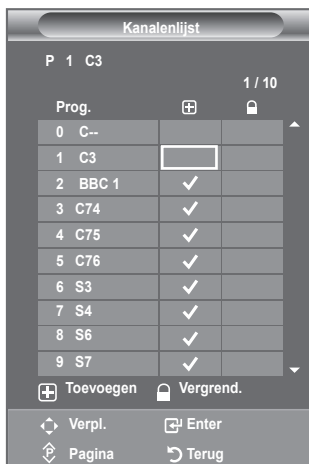 Kanalenlijst
P 1 C3
1 / 10
Prog.
0 C--
1 C3
2 BBC 1
3 C74
4 C75
5 C76
6 S3
7 S4
8 S6
9 S7
Toevoegen Vergrend.
Verpl. Enter
Pagina Terug